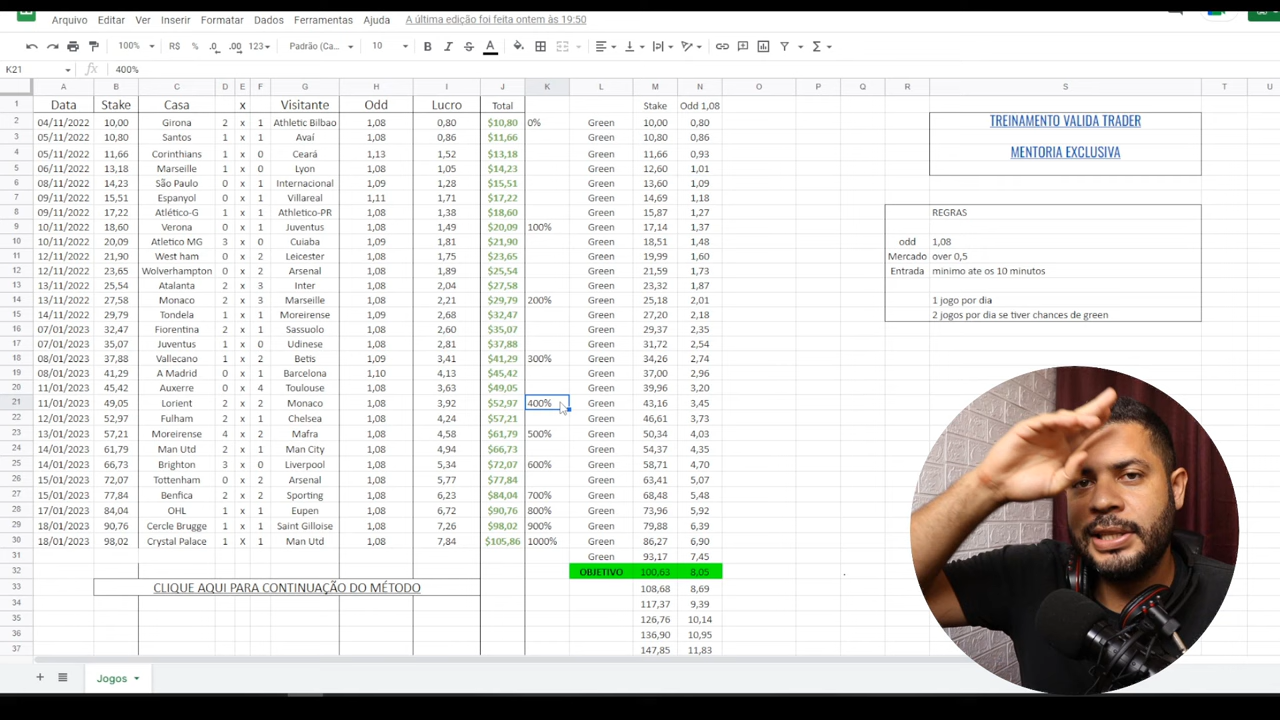 Arquivo Editar Ver Inserir Formatar Dados Ferramentas Ajuda A última edição foi feita ontem às 19:50
100% R$ % .0 .00 123 Padrão (Ca... 10 B I S A
K21 fx 400%
A B C D E F G H I J K L M N O P Q R S T U
1 Data Stake Casa x Visitante Odd Lucro Total Stake Odd 1,08
2 04/11/2022 10,00 Girona 2 x 1 Athletic Bilbao 1,08 0,80 $10,80 0% Green 10,00 0,80 TREINAMENTO VALIDA TRADER
3 05/11/2022 10,80 Santos 1 x 1 Avaí 1,08 0,81 $11,66 Green 10,80 0,86
4 05/11/2022 11,66 Corinthians 1 x 0 Ceará 1,13 1,52 $13,18 Green 11,66 0,93 MENTORIA EXCLUSIVA
5 06/11/2022 13,18 Marseille 1 x 0 Lyon 1,08 1,05 $14,23 Green 12,60 1,01
6 08/11/2022 14,23 São Paulo 0 x 1 Internacional 1,09 1,28 $15,51 Green 13,60 1,09
7 09/11/2022 15,51 Espanyol 0 x 1 Villareal 1,11 1,71 $17,22 Green 14,69 1,18
8 09/11/2022 17,22 Atlético-G 1 x 1 Athletico-PR 1,08 1,38 $18,60 Green 15,87 1,27 REGRAS
9 10/11/2022 18,60 Verona 1 x 1 Juventus 1,08 1,49 $20,09 100% Green 17,14 1,37
10 10/11/2022 20,09 Atletico MG 3 x 0 Cuiaba 1,09 1,81 $21,90 Green 18,51 1,48 odd 1,08
11 12/11/2022 21,90 West ham 0 x 2 Leicester 1,08 1,75 $23,65 Green 19,99 1,60 Mercado over 0,5
12 12/11/2022 23,65 Wolverhampton 0 x 2 Arsenal 1,08 1,89 $25,54 Green 21,59 1,73 Entrada minimo ate os 10 minutos
13 13/11/2022 25,54 Atalanta 2 x 3 Inter 1,08 2,04 $27,58 Green 23,32 1,87
14 13/11/2022 27,58 Monaco 2 x 3 Marseille 1,08 2,21 $29,79 200% Green 25,18 2,01 1 jogo por dia
15 14/11/2022 29,79 Tondela 1 x 1 Moreirense 1,09 2,68 $32,47 Green 27,20 2,18 2 jogos por dia se tiver chances de green
16 07/01/2023 32,47 Fiorentina 2 x 1 Sassuolo 1,08 2,60 $35,07 Green 29,37 2,35
17 07/01/2023 35,07 Juventus 1 x 0 Udinese 1,08 2,81 $37,88 Green 31,72 2,54
18 08/01/2023 37,88 Vallecano 1 x 2 Betis 1,09 3,41 $41,29 300% Green 34,26 2,74
19 08/01/2023 41,29 A Madrid 0 x 1 Barcelona 1,10 4,13 $45,42 Green 37,00 2,96
20 11/01/2023 45,42 Auxerre 0 x 4 Toulouse 1,08 3,63 $49,05 Green 39,96 3,20
21 11/01/2023 49,05 Lorient 2 x 2 Monaco 1,08 3,92 $52,97 400% Green 43,16 3,45
22 12/01/2023 52,97 Fulham 2 x 1 Chelsea 1,08 4,24 $57,21 Green 46,61 3,73
23 13/01/2023 57,21 Moreirense 4 x 2 Mafra 1,08 4,58 $61,79 500% Green 50,34 4,03
24 14/01/2023 61,79 Man Utd 2 x 1 Man City 1,08 4,94 $66,73 Green 54,37 4,35
25 14/01/2023 66,73 Brighton 3 x 0 Liverpool 1,08 5,34 $72,07 600% Green 58,71 4,70
26 15/01/2023 72,07 Tottenham 0 x 2 Arsenal 1,08 5,77 $77,84 Green 63,41 5,07
27 15/01/2023 77,84 Benfica 2 x 2 Sporting 1,08 6,23 $84,04 700% Green 68,48 5,48
28 17/01/2023 84,04 OHL 1 x 1 Eupen 1,08 6,72 $90,76 800% Green 73,96 5,92
29 18/01/2023 90,76 Cercle Brugge 1 x 1 Saint Gilloise 1,08 7,26 $98,02 900% Green 79,88 6,39
30 18/01/2023 98,02 Crystal Palace 1 X 1 Man Utd 1,08 7,84 $105,86 1000% Green 86,27 6,90
31 Green 93,17 7,45
32 OBJETIVO 100,63 8,05 .
33 CLIQUE AQUI PARA CONTINUAÇÃO DO MÉTODO 108,68 8,69
34 117,37 9,39
35 126,76 10,14
36 136,90 10,95
37 147,85 11,83
Jogos